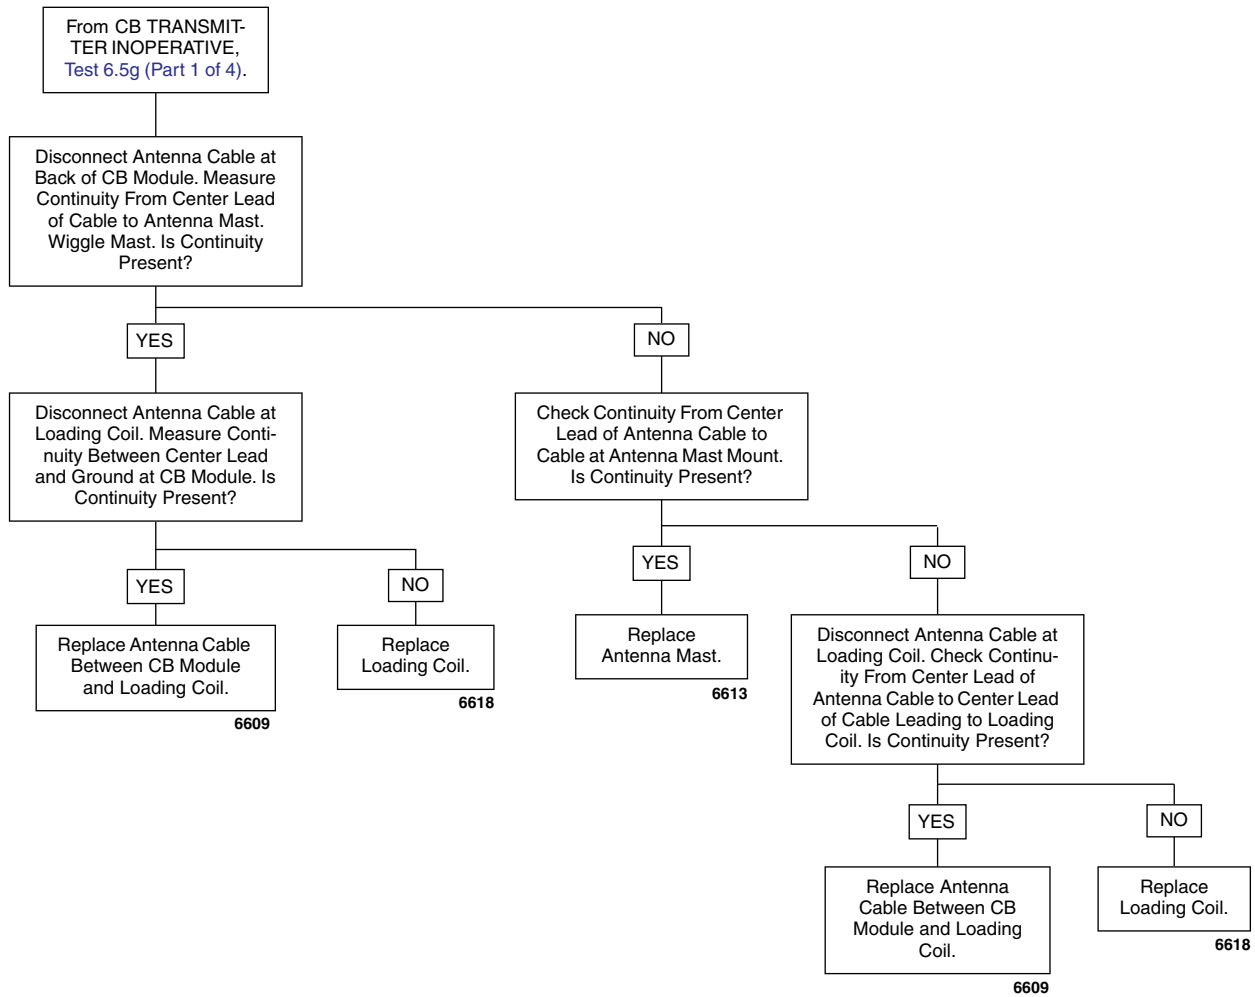 From CB TRANSMIT-
TER INOPERATIVE,
Test 6.5g (Part 1 of 4).
Disconnect Antenna Cable at
Back of CB Module. Measure
Continuity From Center Lead
of Cable to Antenna Mast.
Wiggle Mast. Is Continuity
Present?
YES
NO
Disconnect Antenna Cable at
Loading Coil. Measure Conti-
nuity Between Center Lead
and Ground at CB Module. Is
Continuity Present?
Check Continuity From Center
Lead of Antenna Cable to
Cable at Antenna Mast Mount.
Is Continuity Present?
YES
NO
YES
NO
Replace Antenna Cable
Between CB Module
and Loading Coil.
6609
Replace
Loading Coil.
6618
Replace
Antenna Mast.
6613
Disconnect Antenna Cable at
Loading Coil. Check Continu-
ity From Center Lead of
Antenna Cable to Center Lead
of Cable Leading to Loading
Coil. Is Continuity Present?
YES
NO
Replace Antenna
Cable Between CB
Module and Loading
Coil.
6609
Replace
Loading Coil.
6618